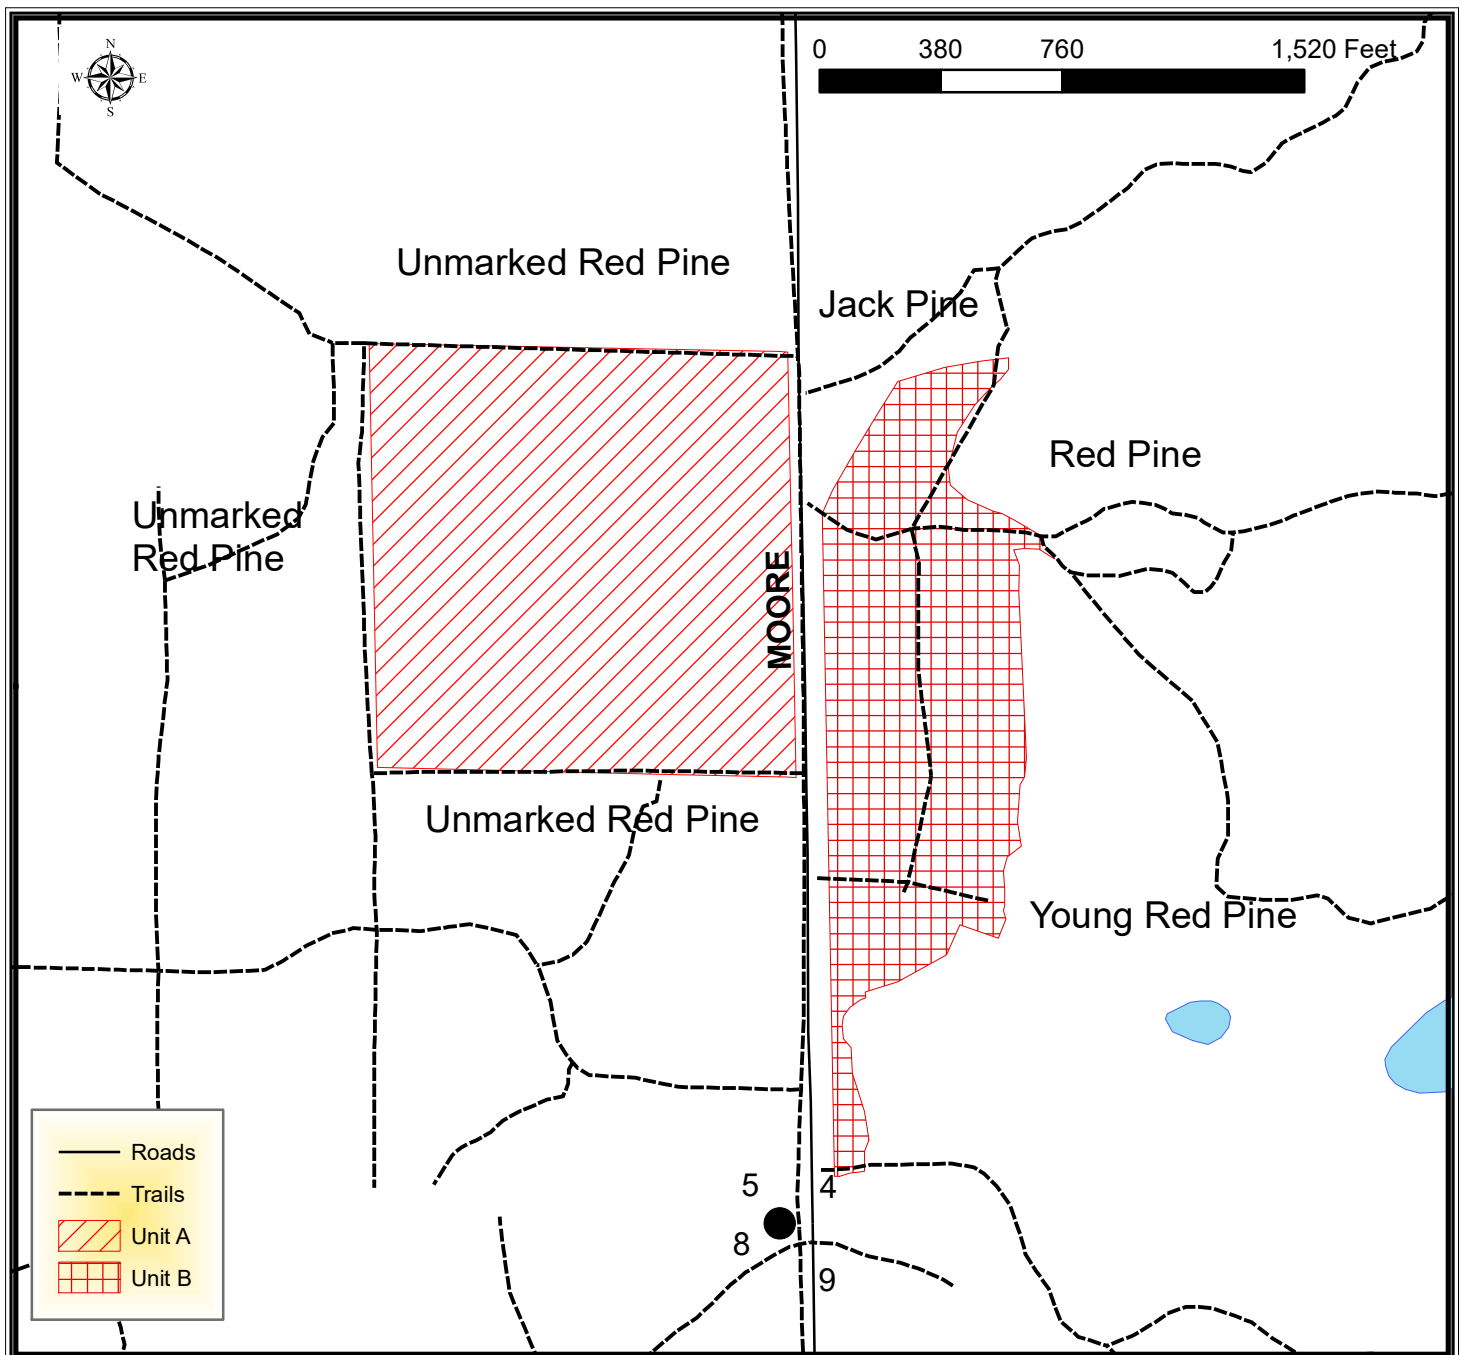 N
W E
S
0 380 760 1,520 Feet
Unmarked Red Pine
Jack Pine
Red Pine
Unmarked
Red Pine
MOORE
Unmarked Red Pine
Young Red Pine
Roads
Trails
Unit A
Unit B
5 4
8 9